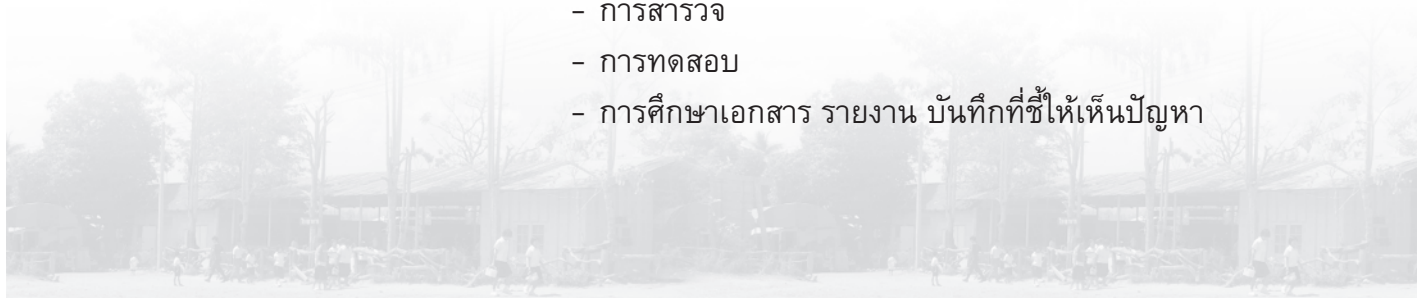 - การสำรวจ
- การทดสอบ
- การศึกษาเอกสาร รายงาน บันทึกที่ชี้ให้เห็นปัญหา